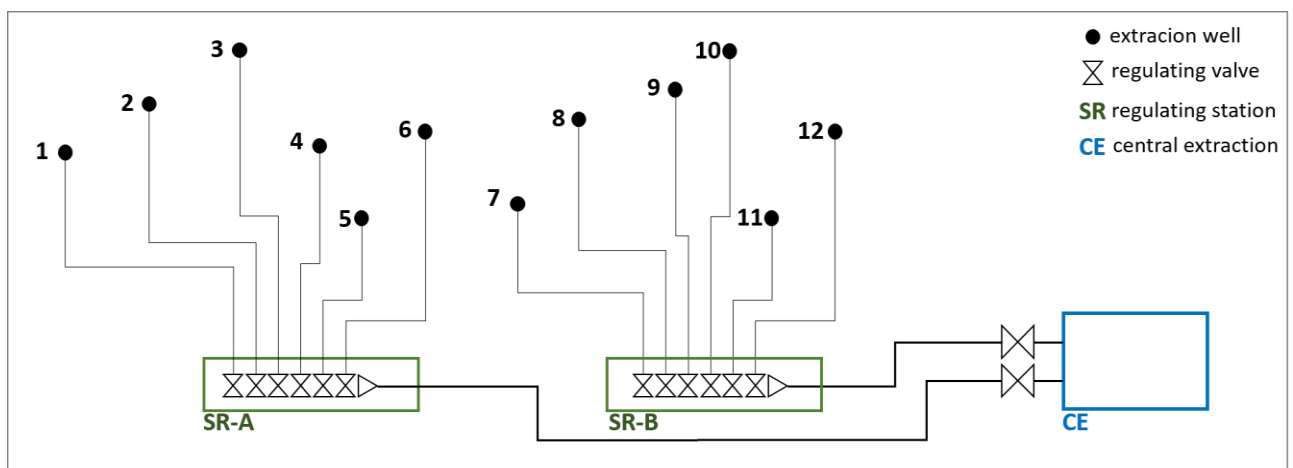 3
10
extracion well
2
9
regulating valve
8
6
12
SR regulating station
1
4
CE central extraction
7
5
11
SR-A
SR-B
CE